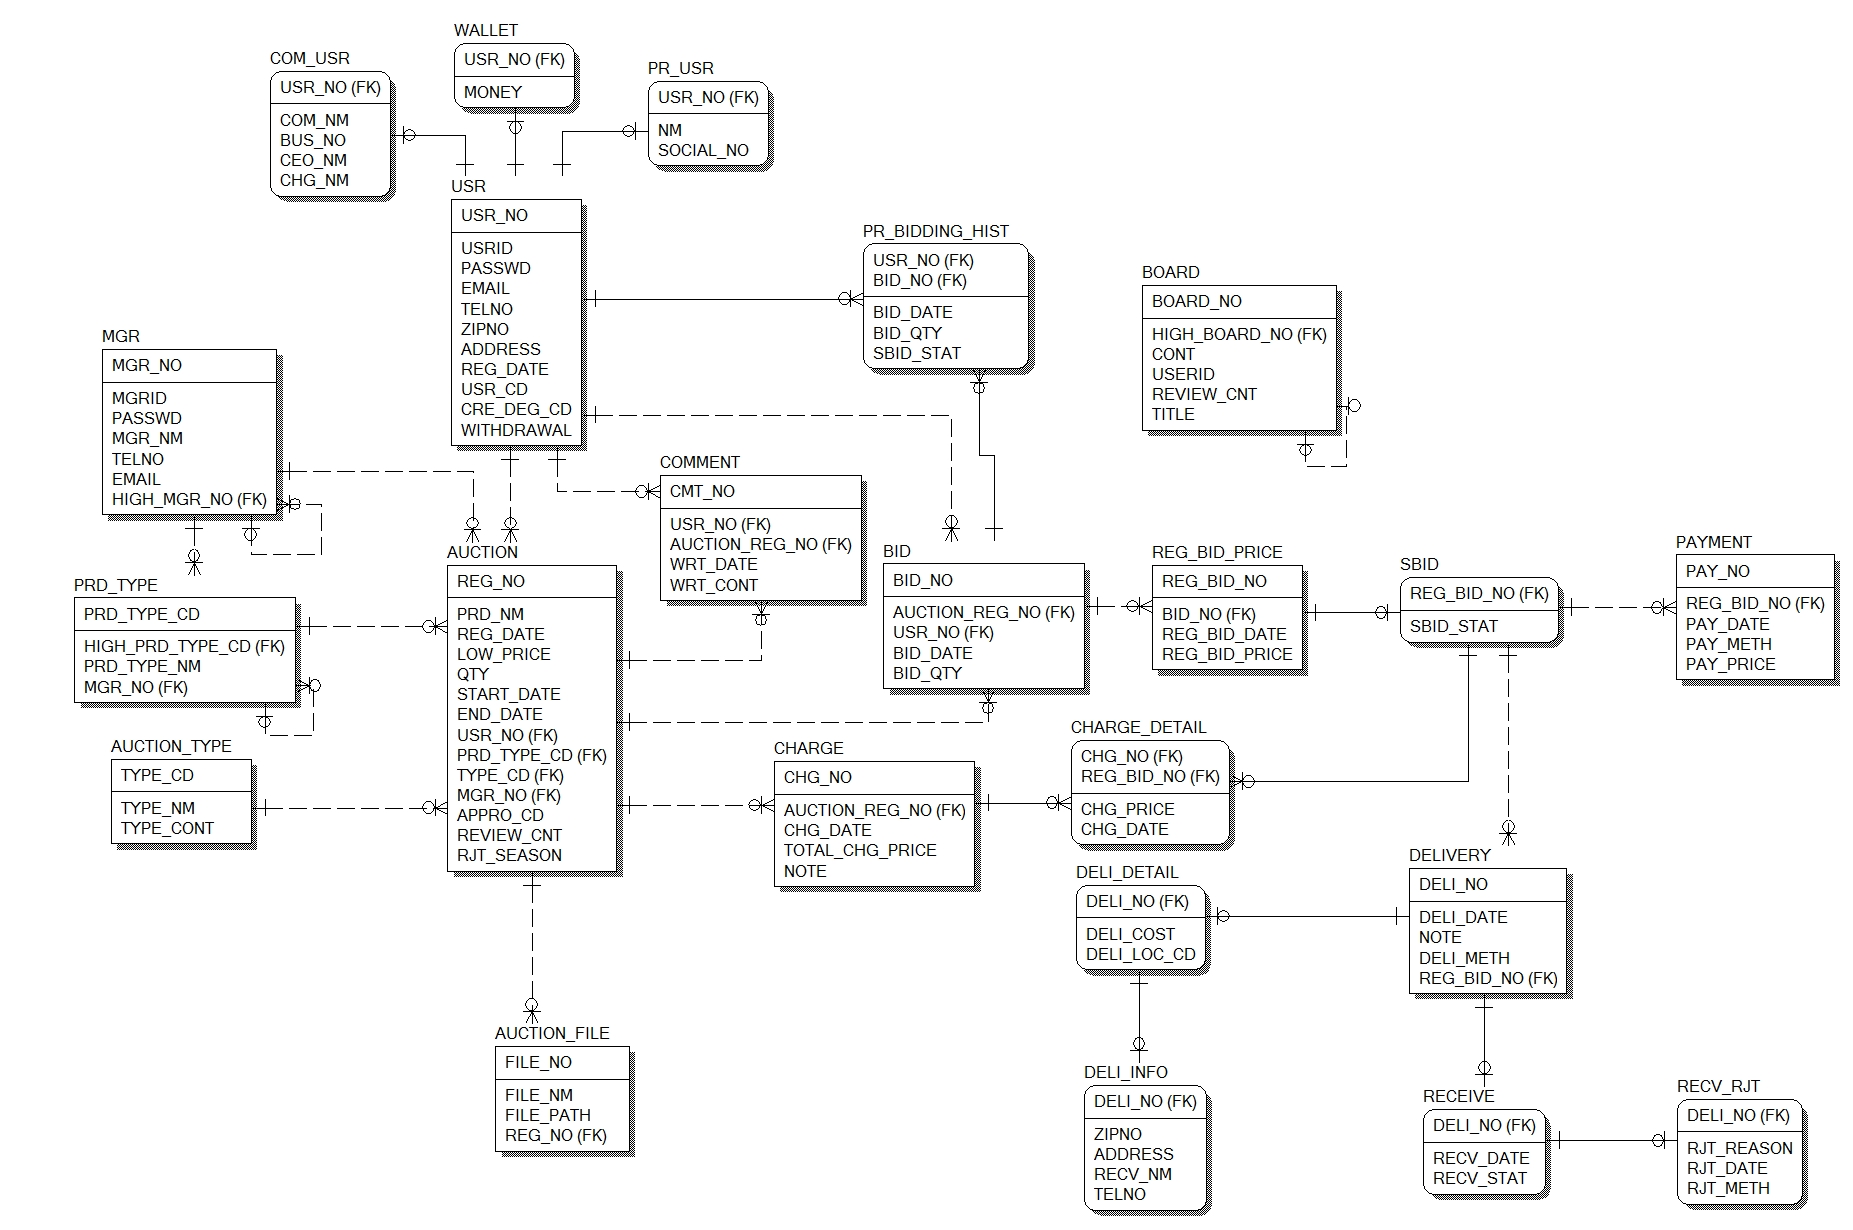 WALLET
USR_NO (FK)
MONEY
COM_USR
USR_NO (FK)
COM_NM
BUS_NO
CEO_NM
CHG_NM
PR_USR
USR_NO (FK)
NM
SOCIAL_NO
USR
USR_NO
USRID
PASSWD
EMAIL
TELNO
ZIPNO
ADDRESS
REG_DATE
USR_CD
CRE_DEG_CD
WITHDRAWAL
PR_BIDDING_HIST
USR_NO (FK)
BID_NO (FK)
BID_DATE
BID_QTY
SBID_STAT
BOARD
BOARD_NO
HIGH_BOARD_NO (FK)
CONT
USERID
REVIEW_CNT
TITLE
MGR
MGR_NO
MGRID
PASSWD
MGR_NM
TELNO
EMAIL
HIGH_MGR_NO (FK)
COMMENT
CMT_NO
USR_NO (FK)
AUCTION_REG_NO (FK)
WRT_DATE
WRT_CONT
PRD_TYPE
PRD_TYPE_CD
HIGH_PRD_TYPE_CD (FK)
PRD_TYPE_NM
MGR_NO (FK)
AUCTION
REG_NO
PRD_NM
REG_DATE
LOW_PRICE
QTY
START_DATE
END_DATE
USR_NO (FK)
PRD_TYPE_CD (FK)
TYPE_CD (FK)
MGR_NO (FK)
APPRO_CD
REVIEW_CNT
RJT_SEASON
BID
BID_NO
AUCTION_REG_NO (FK)
USR_NO (FK)
BID_DATE
BID_QTY
REG_BID_PRICE
REG_BID_NO
BID_NO (FK)
REG_BID_DATE
REG_BID_PRICE
SBID
REG_BID_NO (FK)
SBID_STAT
PAYMENT
PAY_NO
REG_BID_NO (FK)
PAY_DATE
PAY_METH
PAY_PRICE
AUCTION_TYPE
TYPE_CD
TYPE_NM
TYPE_CONT
CHARGE
CHG_NO
AUCTION_REG_NO (FK)
CHG_DATE
TOTAL_CHG_PRICE
NOTE
CHARGE_DETAIL
CHG_NO (FK)
REG_BID_NO (FK)
CHG_PRICE
CHG_DATE
DELI_DETAIL
DELI_NO (FK)
DELI_COST
DELI_LOC_CD
DELIVERY
DELI_NO
DELI_DATE
NOTE
DELI_METH
REG_BID_NO (FK)
AUCTION_FILE
FILE_NO
FILE_NM
FILE_PATH
REG_NO (FK)
DELI_INFO
DELI_NO (FK)
ZIPNO
ADDRESS
RECV_NM
TELNO
RECEIVE
DELI_NO (FK)
RECV_DATE
RECV_STAT
RECV_RJT
DELI_NO (FK)
RJT_REASON
RJT_DATE
RJT_METH